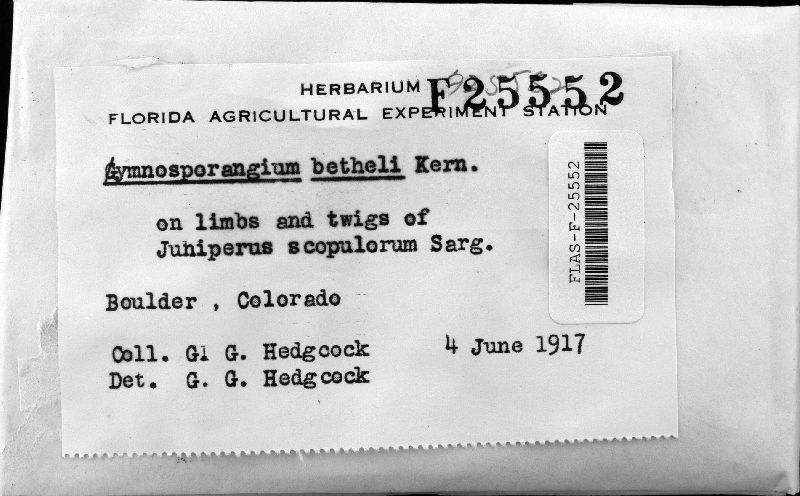 HERBARIUM F25552
FLORIDA AGRICULTURAL EXPERIMENT STATION
Gymnosporangium betheli Kern.
on limbs and twigs of
Juniperus scopulorum Sarg.
FLAS-F-25552
Boulder , Colorado
Coll. Gl G. Hedgcock 4 June 1917
Det. G. G. Hedgcock